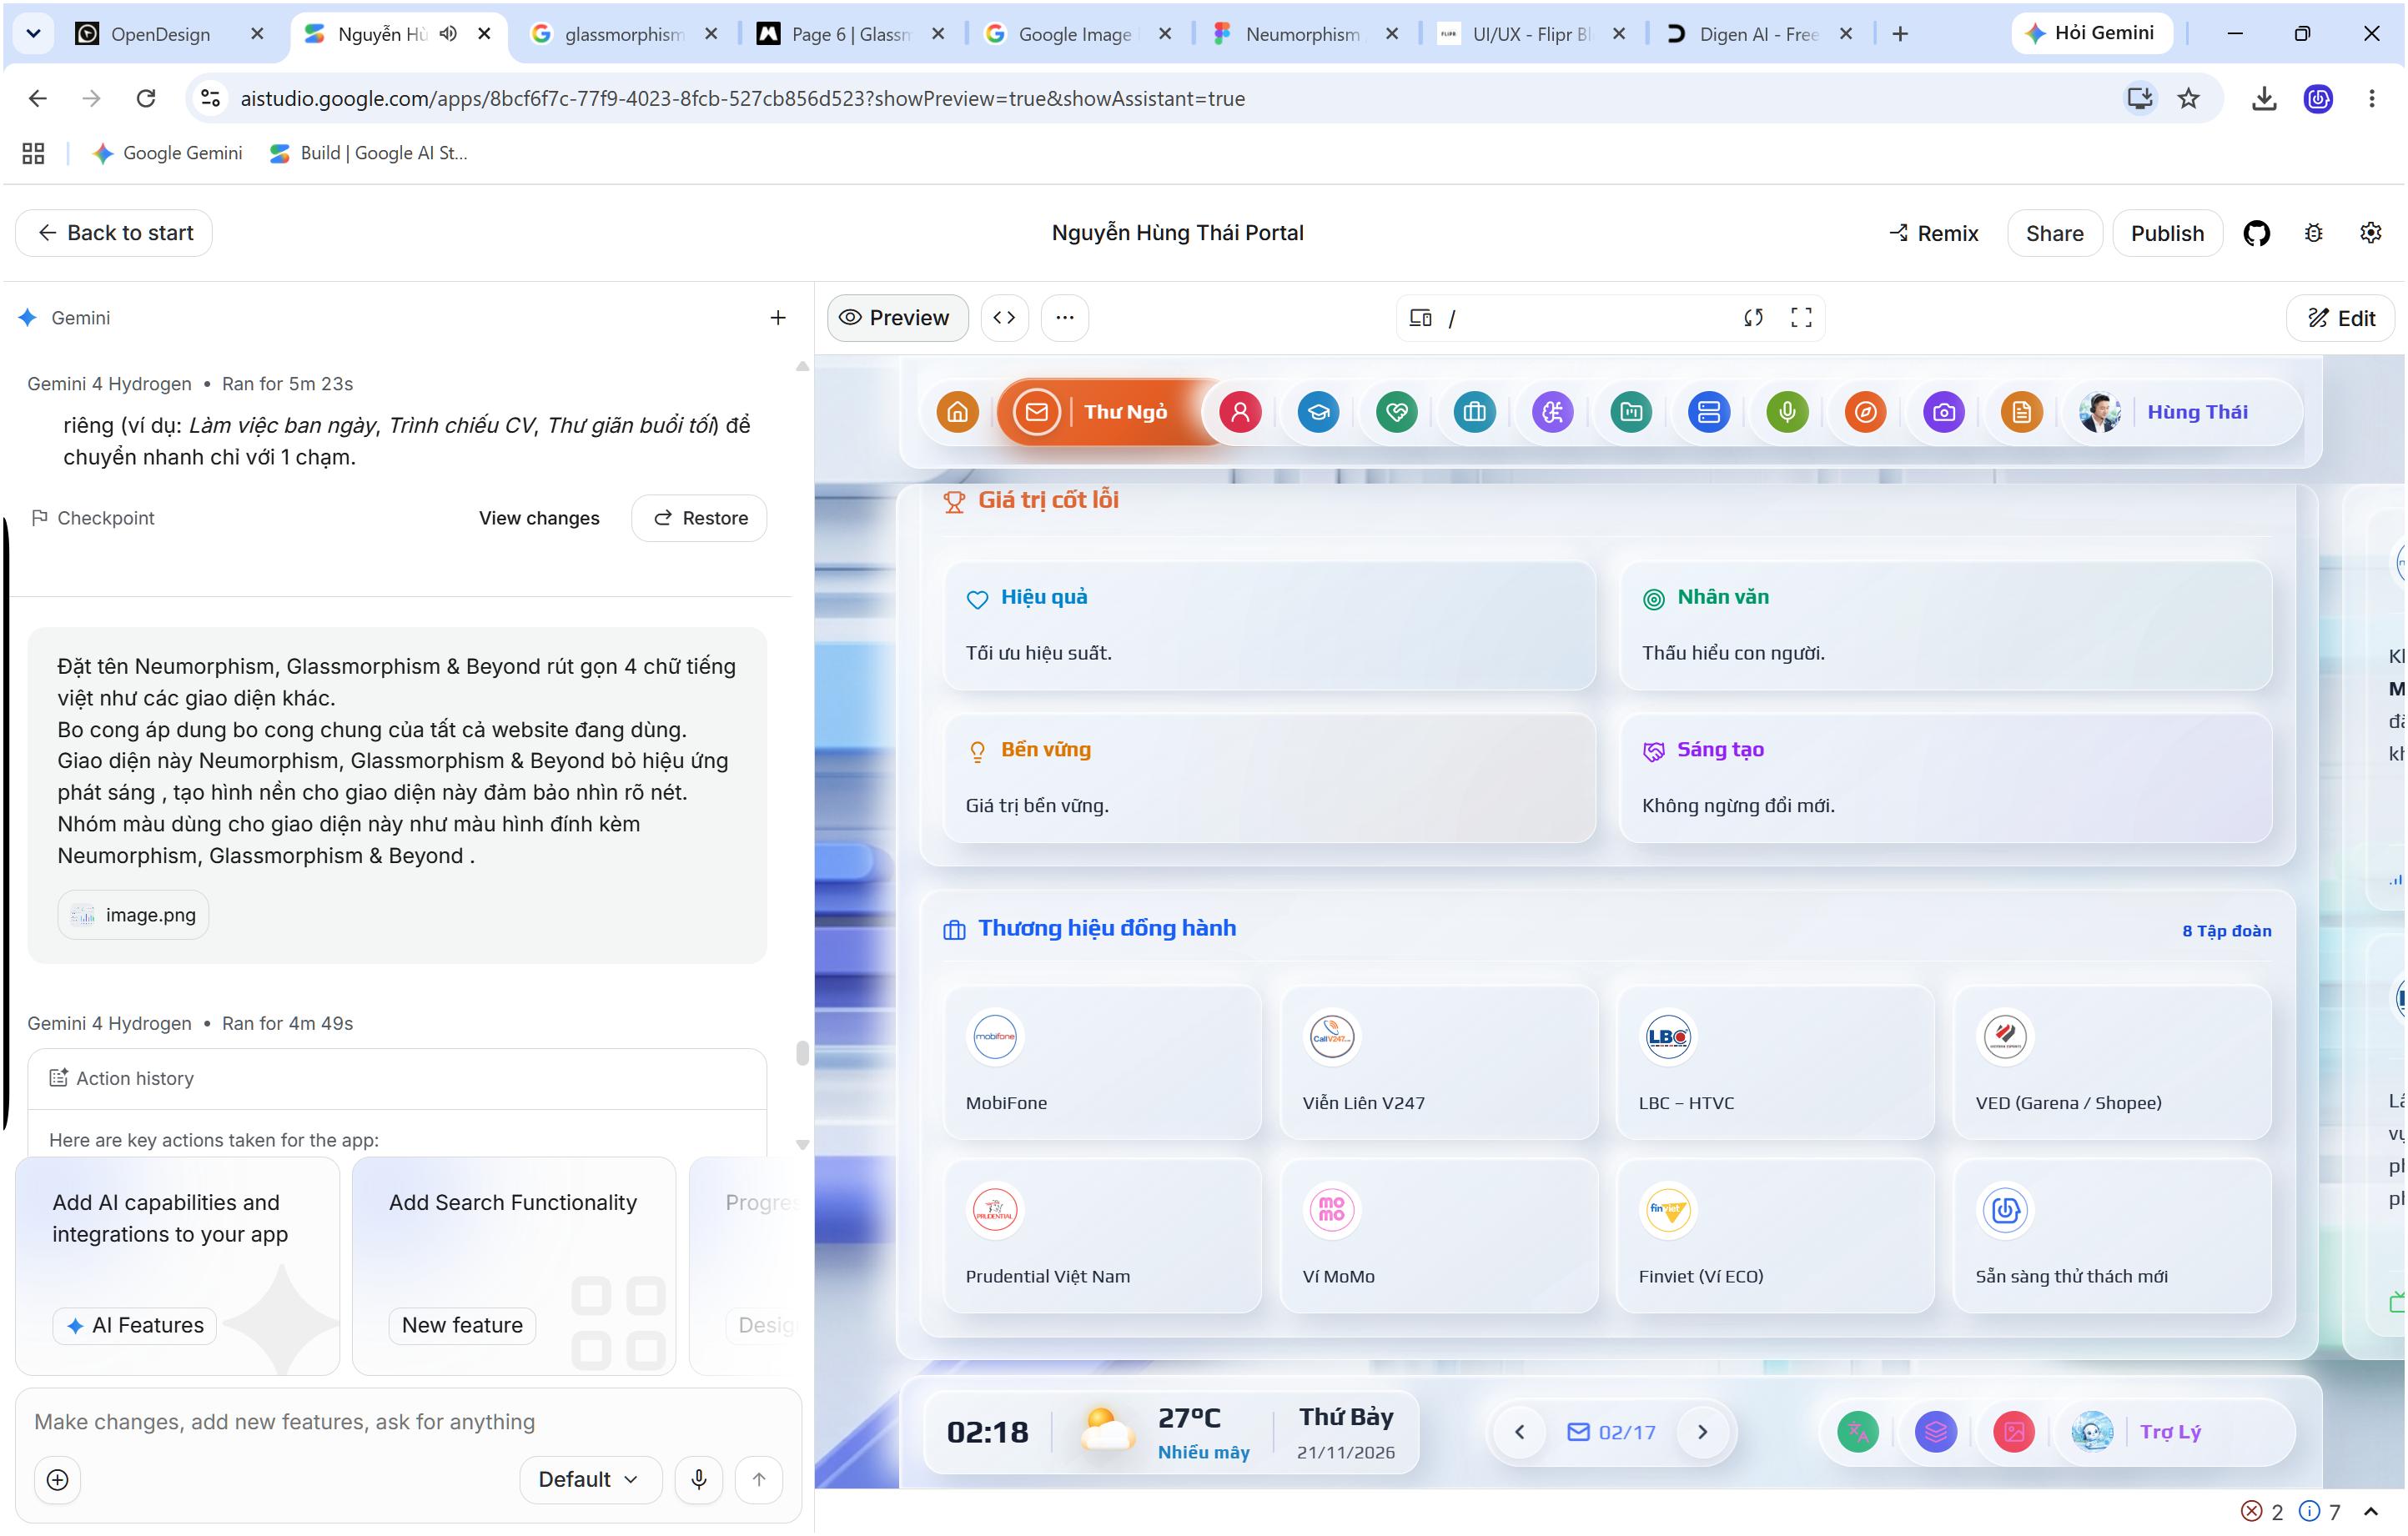 OpenDesign
Nguyễn Hù
glassmorphism
Page 6 | Glassm
Google Image
Neumorphism
UI/UX - Flipr Bl
Digen AI - Free
Hỏi Gemini
aistudio.google.com/apps/8bcf6f7c-77f9-4023-8fcb-527cb856d523?showPreview=true&showAssistant=true
Google Gemini
Build | Google AI St...
Back to start
Nguyễn Hùng Thái Portal
Remix
Share
Publish
Gemini
Preview
/
Edit
Gemini 4 Hydrogen • Ran for 5m 23s
riêng (ví dụ: Làm việc ban ngày, Trình chiếu CV, Thư giãn buổi tối) để
chuyển nhanh chỉ với 1 chạm.
Checkpoint
View changes
Restore
Đặt tên Neumorphism, Glassmorphism & Beyond rút gọn 4 chữ tiếng
việt như các giao diện khác.
Bo cong áp dung bo cong chung của tất cả website đang dùng.
Giao diện này Neumorphism, Glassmorphism & Beyond bỏ hiệu ứng
phát sáng , tạo hình nền cho giao diện này đảm bảo nhìn rõ nét.
Nhóm màu dùng cho giao diện này như màu hình đính kèm
Neumorphism, Glassmorphism & Beyond .
image.png
Gemini 4 Hydrogen • Ran for 4m 49s
Action history
Here are key actions taken for the app:
Add AI capabilities and
integrations to your app
AI Features
Add Search Functionality
New feature
Progres
Desig
Make changes, add new features, ask for anything
Default
Thư Ngỏ
Hùng Thái
Giá trị cốt lõi
Hiệu quả
Tối ưu hiệu suất.
Nhân văn
Thấu hiểu con người.
Bền vững
Giá trị bền vững.
Sáng tạo
Không ngừng đổi mới.
Thương hiệu đồng hành
8 Tập đoàn
mobifone
MobiFone
CallV247
Viễn Liên V247
LBC
LBC – HTVC
VED (Garena / Shopee)
PRUDENTIAL
Prudential Việt Nam
mo
mo
Ví MoMo
finviet
Finviet (Ví ECO)
Sẵn sàng thử thách mới
02:18
27°C
Nhiều mây
Thứ Bảy
21/11/2026
02/17
Trợ Lý
2
7